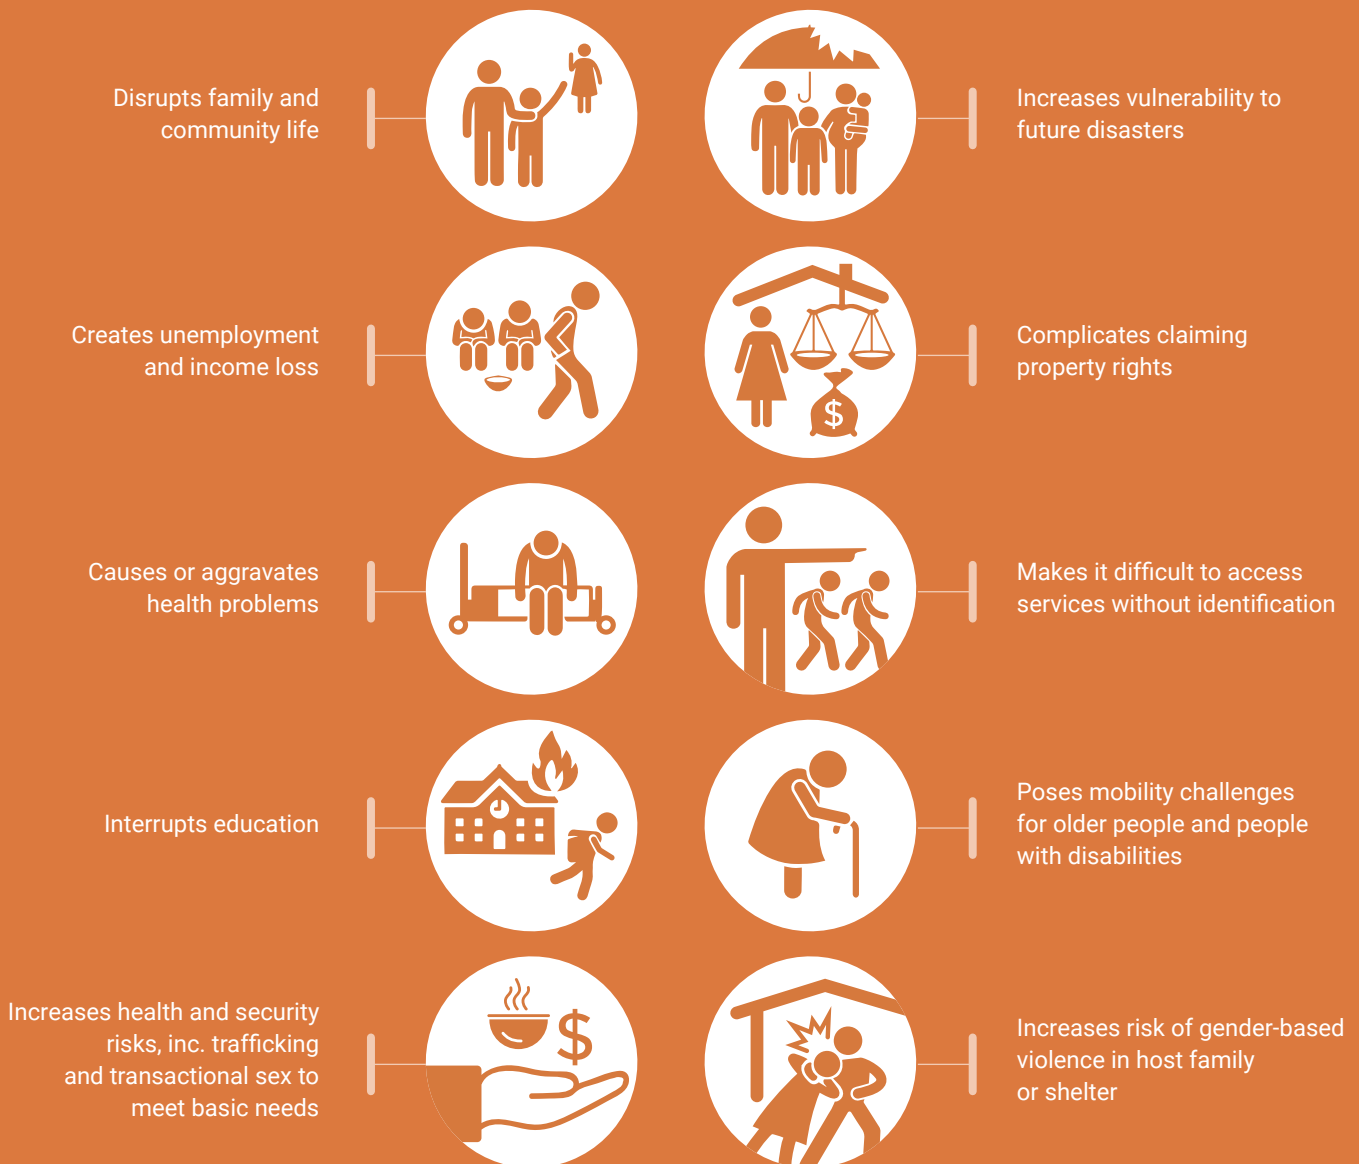 Disrupts family and
community life
Increases vulnerability to
future disasters
Creates unemployment
and income loss
Complicates claiming
property rights
$
Causes or aggravates
health problems
Makes it difficult to access
services without identification
Interrupts education
Poses mobility challenges
for older people and people
with disabilities
Increases health and security
risks, inc. trafficking
and transactional sex to
meet basic needs
$
Increases risk of gender-based
violence in host family
or shelter